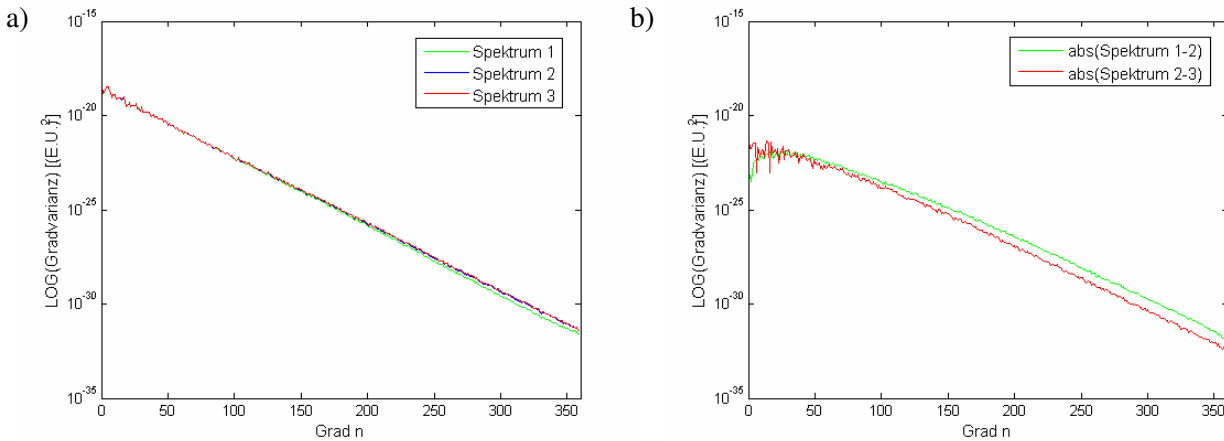 a)
10^-15
10^-20
10^-25
10^-30
10^-35
LOG(Gradvarianz) [(E.U.)^2]
Spektrum 1
Spektrum 2
Spektrum 3
0 50 100 150 200 250 300 350
Grad n
b)
10^-15
10^-20
10^-25
10^-30
10^-35
LOG(Gradvarianz) [(E.U.)^2]
abs(Spektrum 1-2)
abs(Spektrum 2-3)
0 50 100 150 200 250 300 350
Grad n